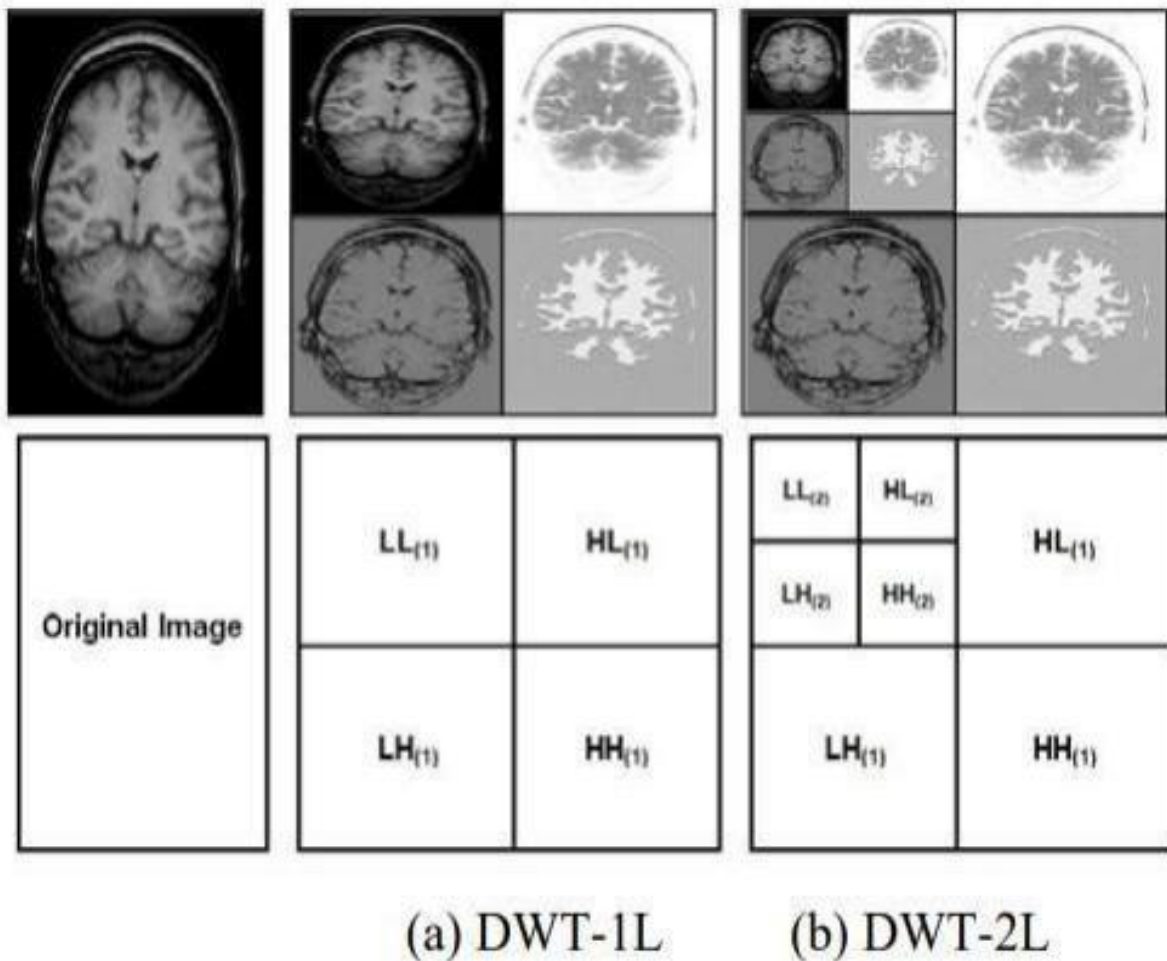 Original Image
LL(1) HL(1)
LH(1) HH(1)
LL(2) HL(2)
LH(2) HH(2)
HL(1)
LH(1) HH(1)
(a) DWT-1L (b) DWT-2L